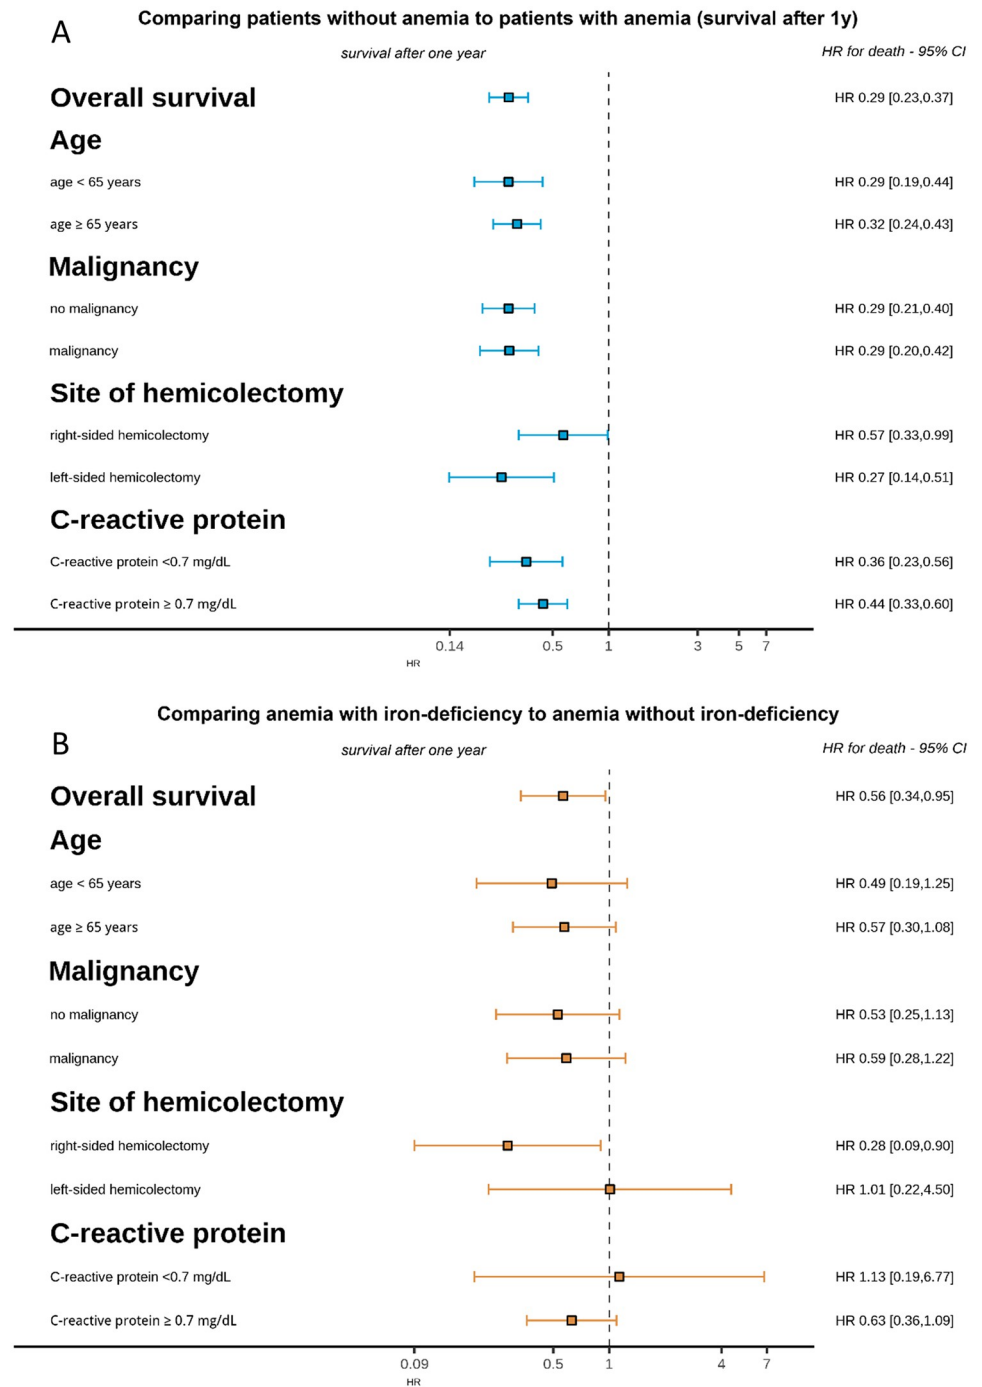 Comparing patients without anemia to patients with anemia (survival after 1y)
A
survival after one year HR for death - 95% CI
Overall survival HR 0.29 [0.23,0.37]
Age
age < 65 years HR 0.29 [0.19,0.44]
age ≥ 65 years HR 0.32 [0.24,0.43]
Malignancy
no malignancy HR 0.29 [0.21,0.40]
malignancy HR 0.29 [0.20,0.42]
Site of hemicolectomy
right-sided hemicolectomy HR 0.57 [0.33,0.99]
left-sided hemicolectomy HR 0.27 [0.14,0.51]
C-reactive protein
C-reactive protein <0.7 mg/dL HR 0.36 [0.23,0.56]
C-reactive protein ≥ 0.7 mg/dL HR 0.44 [0.33,0.60]
0.14 0.5 1 3 5 7
HR
Comparing anemia with iron-deficiency to anemia without iron-deficiency
B
survival after one year HR for death - 95% CI
Overall survival HR 0.56 [0.34,0.95]
Age
age < 65 years HR 0.49 [0.19,1.25]
age ≥ 65 years HR 0.57 [0.30,1.08]
Malignancy
no malignancy HR 0.53 [0.25,1.13]
malignancy HR 0.59 [0.28,1.22]
Site of hemicolectomy
right-sided hemicolectomy HR 0.28 [0.09,0.90]
left-sided hemicolectomy HR 1.01 [0.22,4.50]
C-reactive protein
C-reactive protein <0.7 mg/dL HR 1.13 [0.19,6.77]
C-reactive protein ≥ 0.7 mg/dL HR 0.63 [0.36,1.09]
0.09 0.5 1 4 7
HR